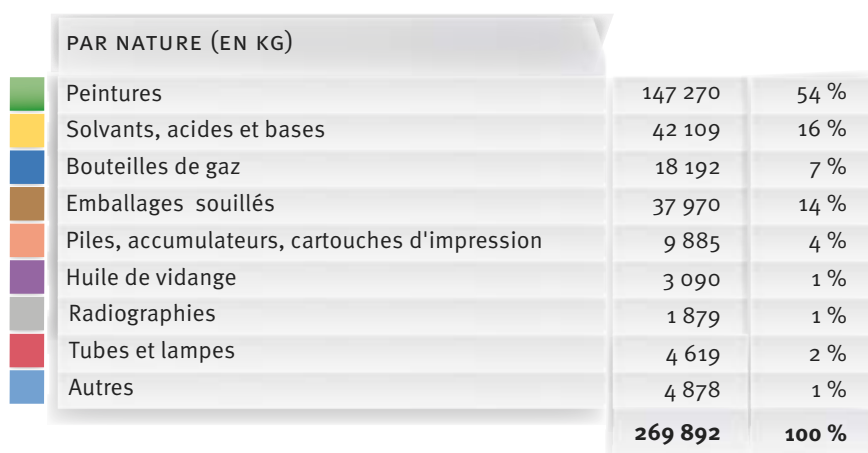 PAR NATURE (EN KG)
Peintures 147 270 54 %
Solvants, acides et bases 42 109 16 %
Bouteilles de gaz 18 192 7 %
Emballages souillés 37 970 14 %
Piles, accumulateurs, cartouches d'impression 9 885 4 %
Huile de vidange 3 090 1 %
Radiographies 1 879 1 %
Tubes et lampes 4 619 2 %
Autres 4 878 1 %
269 892 100 %